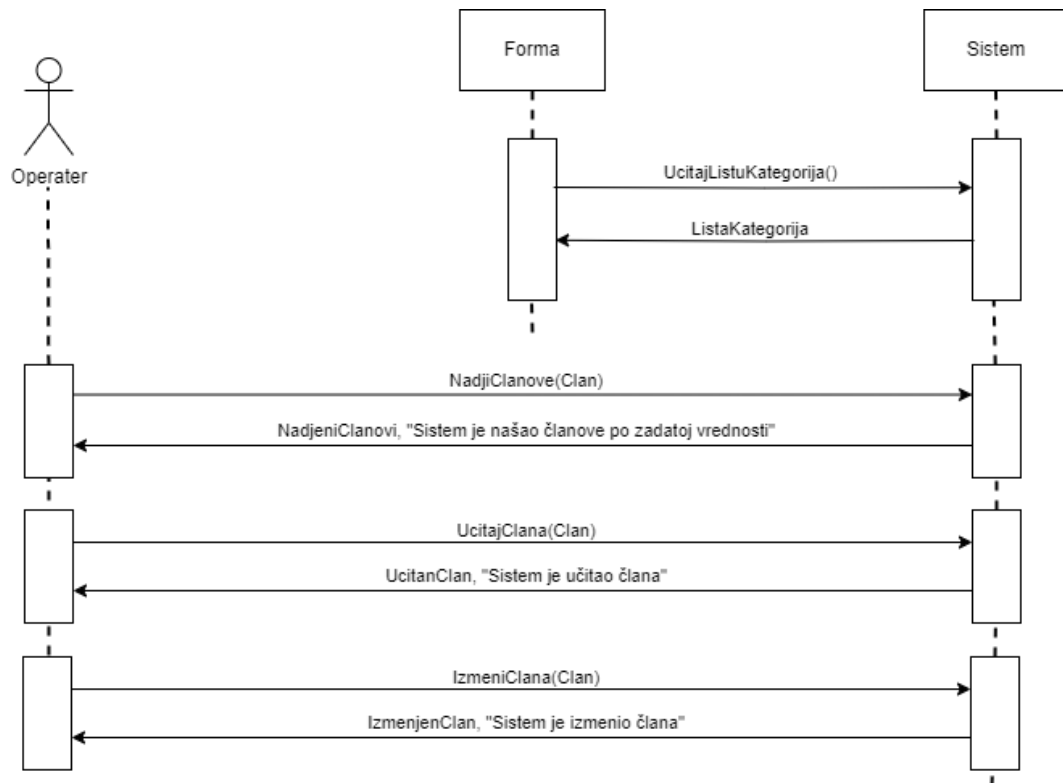 Forma
Sistem
Operater
UcitajListuKategorija()
ListaKategorija
NadjiClanove(Clan)
NadjeniClanovi, "Sistem je našao članove po zadatoj vrednosti"
UcitajClana(Clan)
UcitanClan, "Sistem je učitao člana"
IzmeniClana(Clan)
IzmenjenClan, "Sistem je izmenio člana"